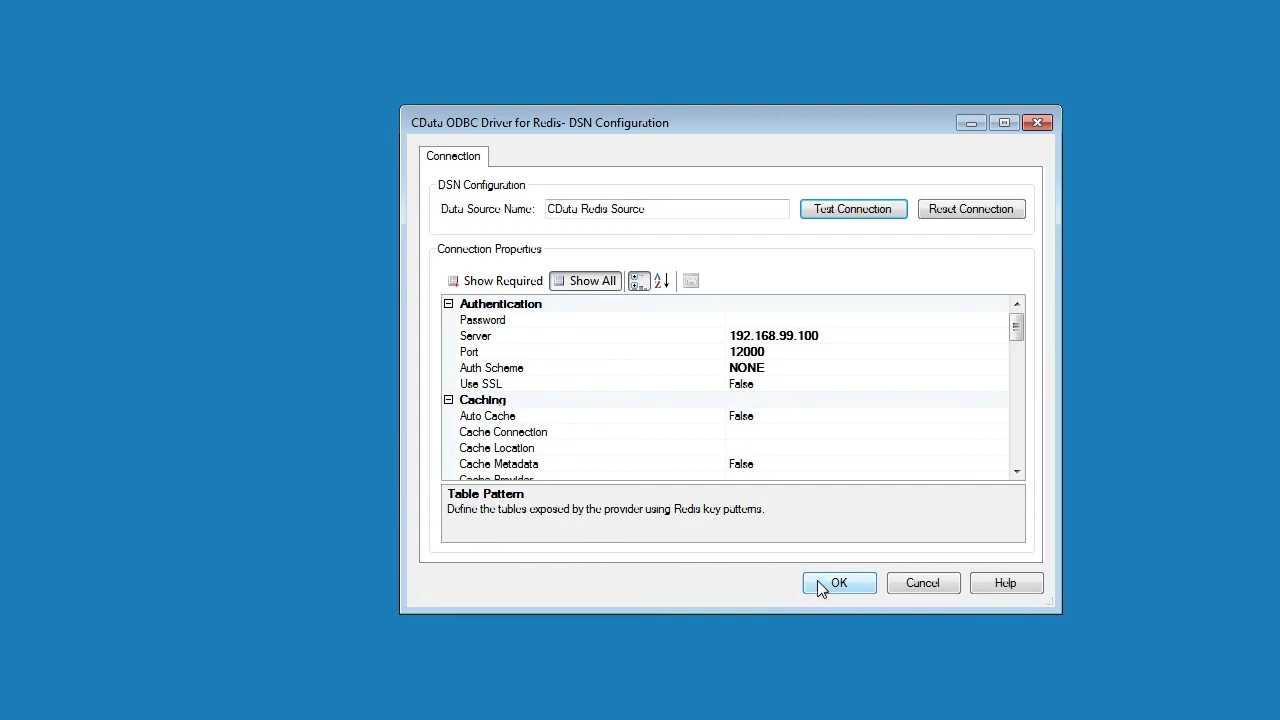 CData ODBC Driver for Redis- DSN Configuration
Connection
DSN Configuration
Data Source Name: CData Redis Source Test Connection Reset Connection
Connection Properties
Show Required Show All
Authentication
Password
Server 192.168.99.100
Port 12000
Auth Scheme NONE
Use SSL False
Caching
Auto Cache False
Cache Connection
Cache Location
Cache Metadata False
Cache Provider
Table Pattern
Define the tables exposed by the provider using Redis key patterns.
OK Cancel Help